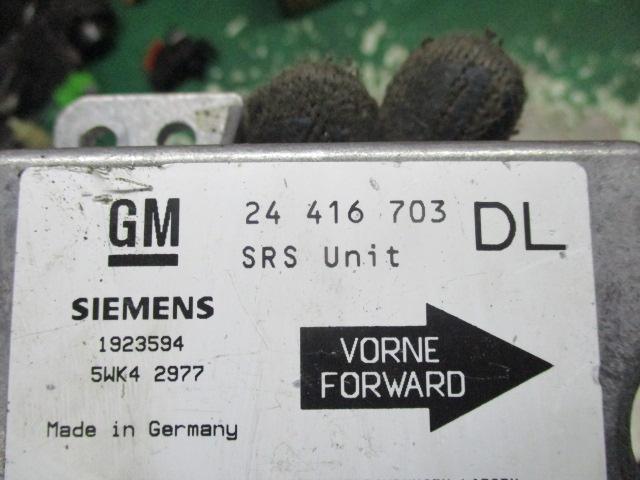 GM 24 416 703 DL
SRS Unit
SIEMENS
1923594
5WK4 2977
VORNE
FORWARD
Made in Germany